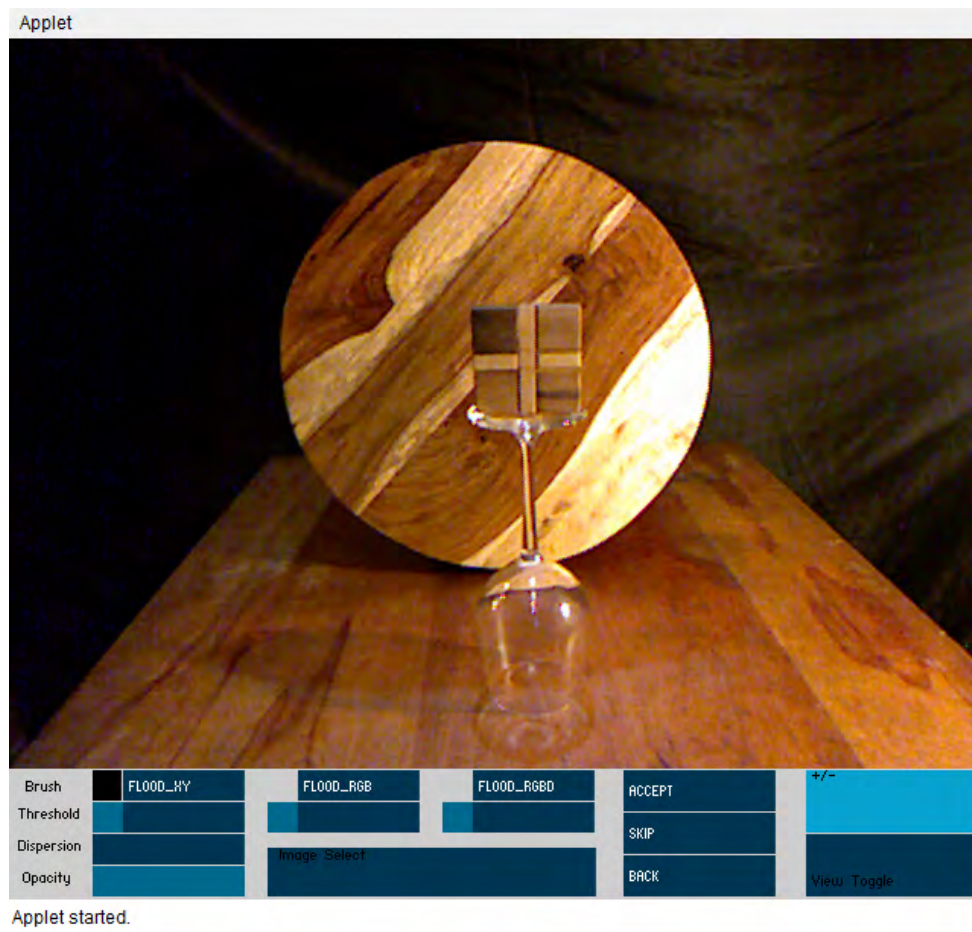 Applet
Brush
FLOOD_XY
FLOOD_RGB
FLOOD_RGBD
ACCEPT
+/-
Threshold
SKIP
Dispersion
Image Select
Opacity
BACK
View Toggle
Applet started.